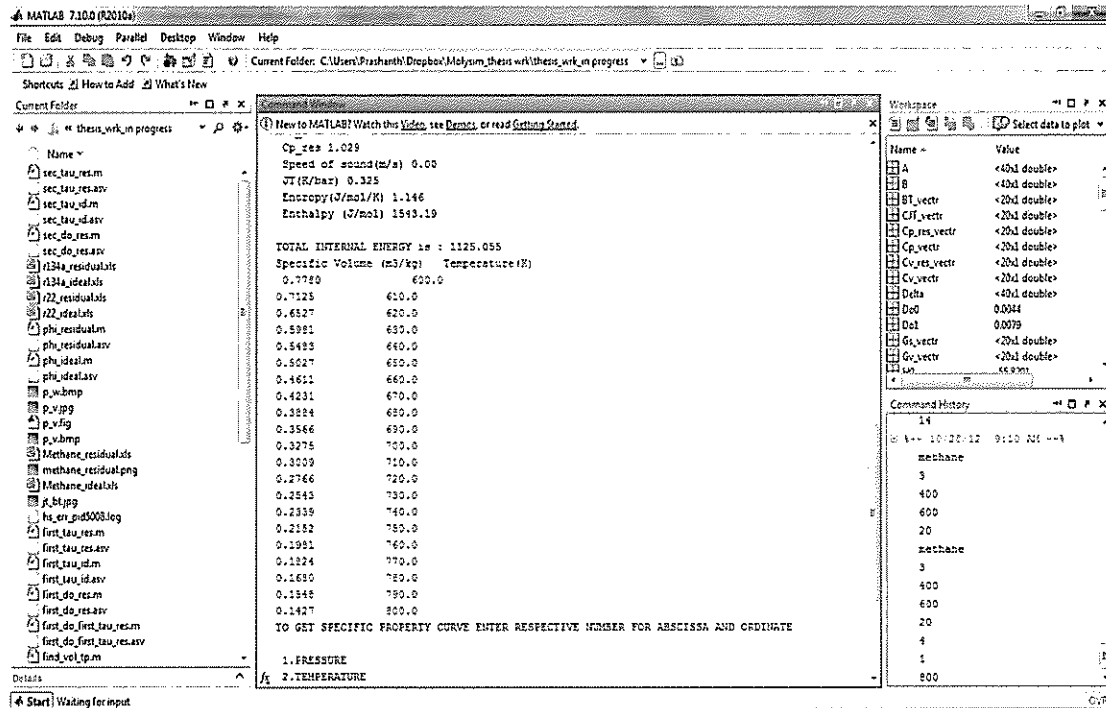 MATLAB 7.10.0 (R2010a)
File Edit Debug Parallel Desktop Window Help
Current Folder: C:\Users\Prashanth\Dropbox\Molysim_thesis wrk\thesis_wrk_in progress
Shortcuts How to Add What's New
Current Folder
« thesis_wrk_in progress
Name
sec_tau_res.m
sec_tau_res.asv
sec_tau_id.m
sec_tau_id.asv
sec_do_res.m
sec_do_res.asv
r134a_residual.xls
r134a_ideal.xls
r22_residual.xls
r22_ideal.xls
phi_residual.m
phi_residual.asv
phi_ideal.m
phi_ideal.asv
p_w.bmp
p_v.jpg
p_v.fig
p_v.bmp
Methane_residual.xls
methane_residual.png
Methane_ideal.xls
jt_bt.jpg
hs_err_pid5008.log
first_tau_res.m
first_tau_res.asv
first_tau_id.m
first_tau_id.asv
first_do_res.m
first_do_res.asv
first_do_first_tau_res.m
first_do_first_tau_res.asv
find_vol_tp.m
Details
Command Window
New to MATLAB? Watch this Video, see Demos, or read Getting Started.
Cp_res 1.029
Speed of sound(m/s) 0.00
JT(K/bar) 0.325
Entropy(J/mol/K) 1.146
Enthalpy (J/mol) 1543.19
TOTAL INTERNAL ENERGY is : 1125.055
Specific Volume (m3/kg) Temperature(K)
0.7780 600.0
0.7125 610.0
0.6527 620.0
0.5981 630.0
0.5483 640.0
0.5027 650.0
0.4611 660.0
0.4231 670.0
0.3884 680.0
0.3566 690.0
0.3275 700.0
0.3009 710.0
0.2766 720.0
0.2543 730.0
0.2339 740.0
0.2152 750.0
0.1981 760.0
0.1824 770.0
0.1680 780.0
0.1548 790.0
0.1427 800.0
TO GET SPECIFIC PROPERTY CURVE ENTER RESPECTIVE NUMBER FOR ABSCISSA AND ORDINATE
1.PRESSURE
fx 2.TEMPERATURE
Workspace
Select data to plot
Name Value
A <40x1 double>
B <40x1 double>
BT_vectr <20x1 double>
CJT_vectr <20x1 double>
Cp_res_vectr <20x1 double>
Cp_vectr <20x1 double>
Cv_res_vectr <20x1 double>
Cv_vectr <20x1 double>
Delta <40x1 double>
Do0 0.0044
Do1 0.0079
Gs_vectr <20x1 double>
Gv_vectr <20x1 double>
Command History
14
methane
3
400
600
20
methane
3
400
600
20
4
1
800
Start Waiting for input
OVR